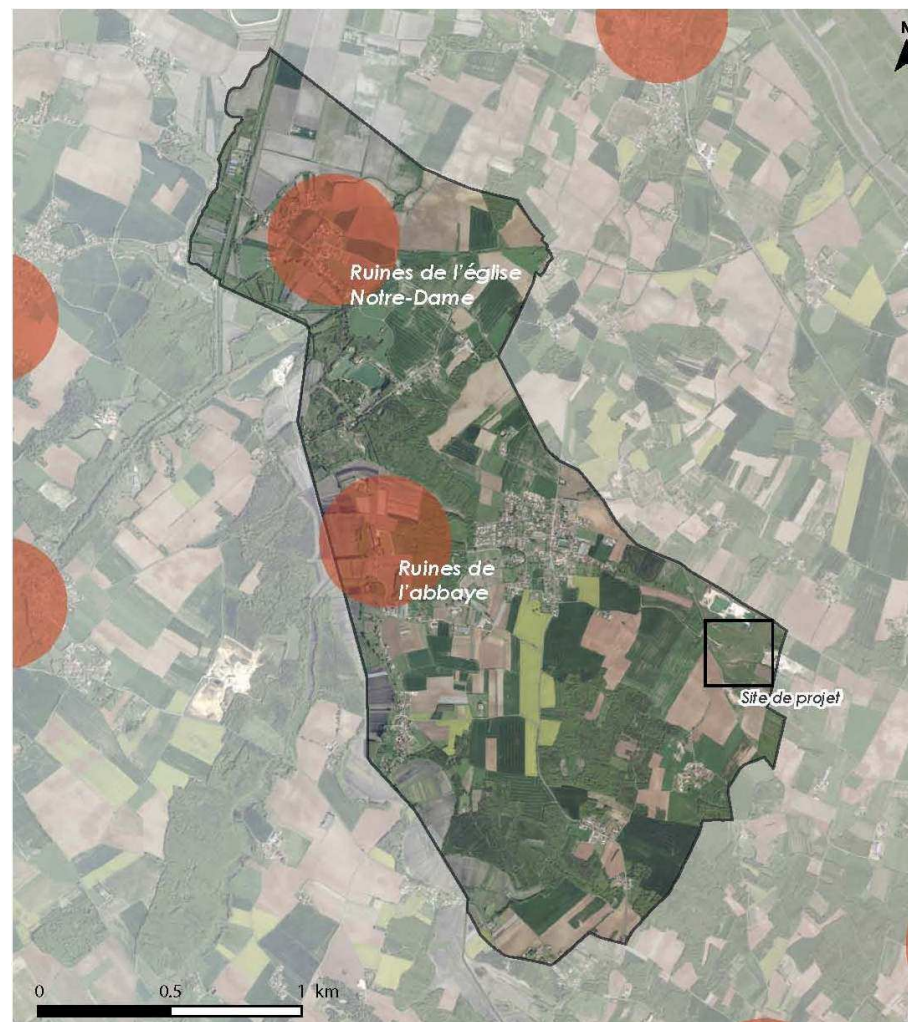 N
Ruines de l'église
Notre-Dame
Ruines de
l'abbaye
Site de projet
0 0.5 1 km